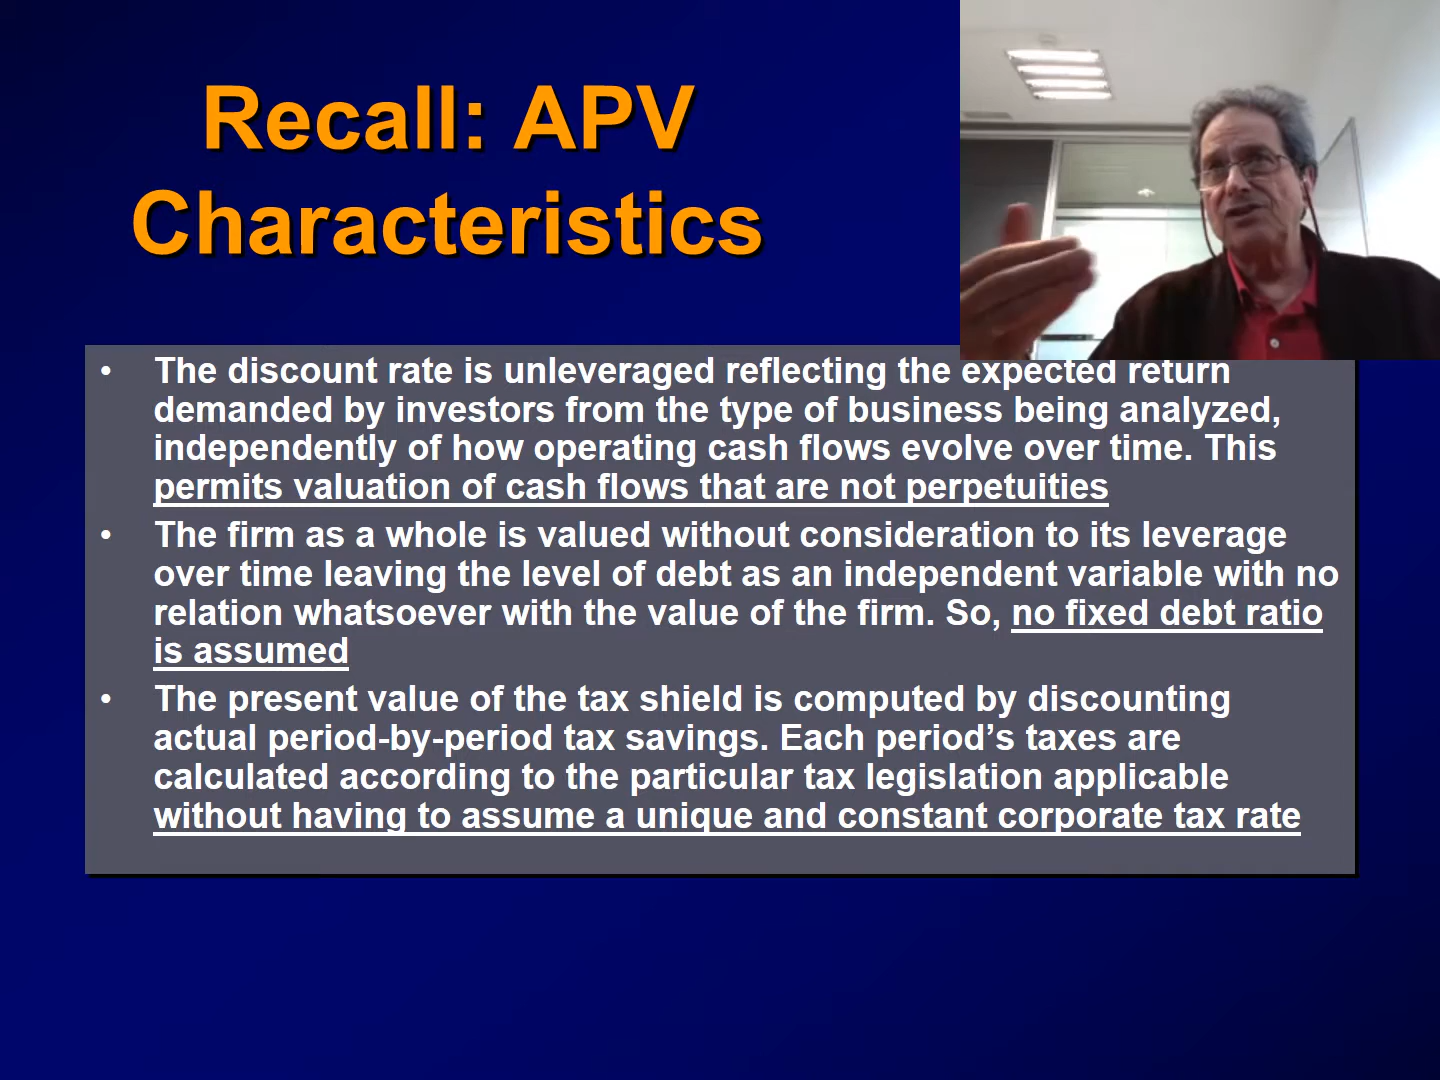 Recall: APV
Characteristics
• The discount rate is unleveraged reflecting the expected return
demanded by investors from the type of business being analyzed,
independently of how operating cash flows evolve over time. This
permits valuation of cash flows that are not perpetuities
• The firm as a whole is valued without consideration to its leverage
over time leaving the level of debt as an independent variable with no
relation whatsoever with the value of the firm. So, no fixed debt ratio
is assumed
• The present value of the tax shield is computed by discounting
actual period-by-period tax savings. Each period’s taxes are
calculated according to the particular tax legislation applicable
without having to assume a unique and constant corporate tax rate